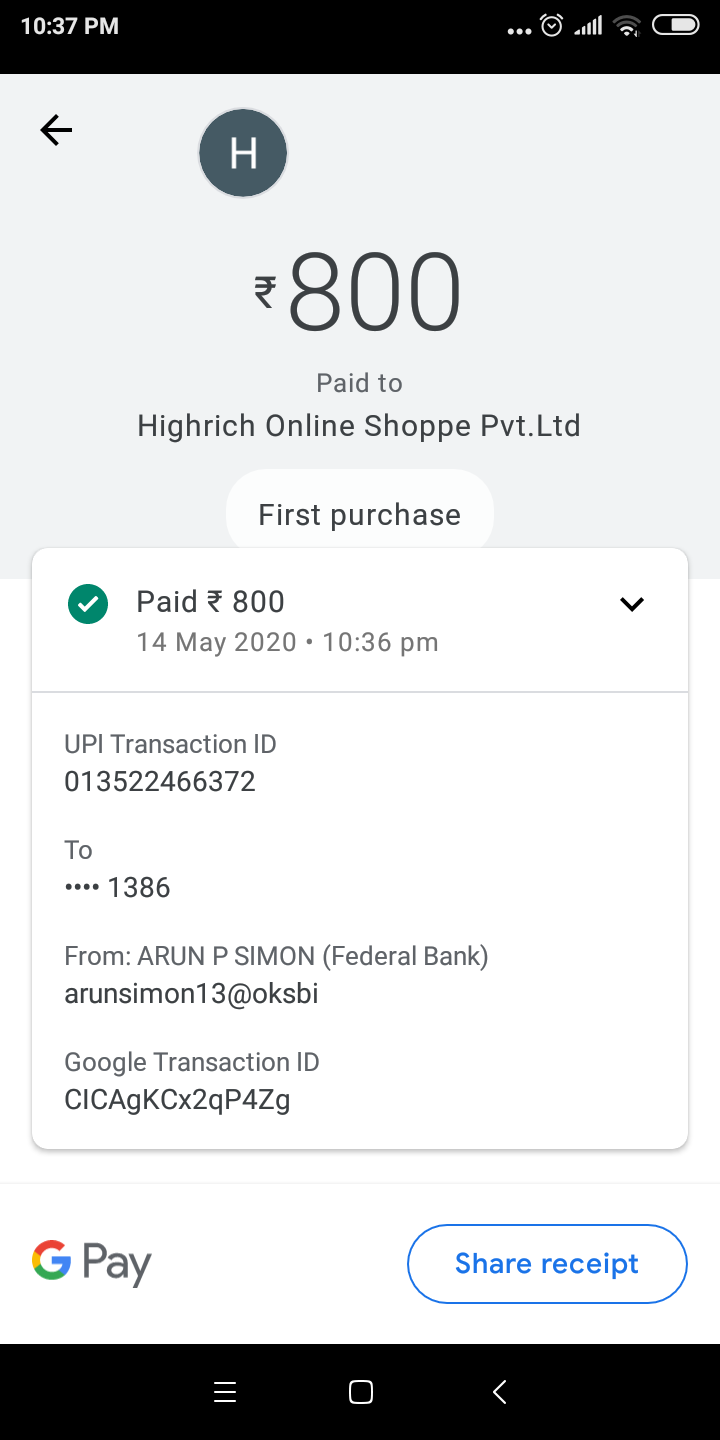 10:37 PM
H
₹800
Paid to
Highrich Online Shoppe Pvt.Ltd
First purchase
Paid ₹ 800
14 May 2020 • 10:36 pm
UPI Transaction ID
013522466372
To
•••• 1386
From: ARUN P SIMON (Federal Bank)
arunsimon13@oksbi
Google Transaction ID
CICAgKCx2qP4Zg
G Pay
Share receipt